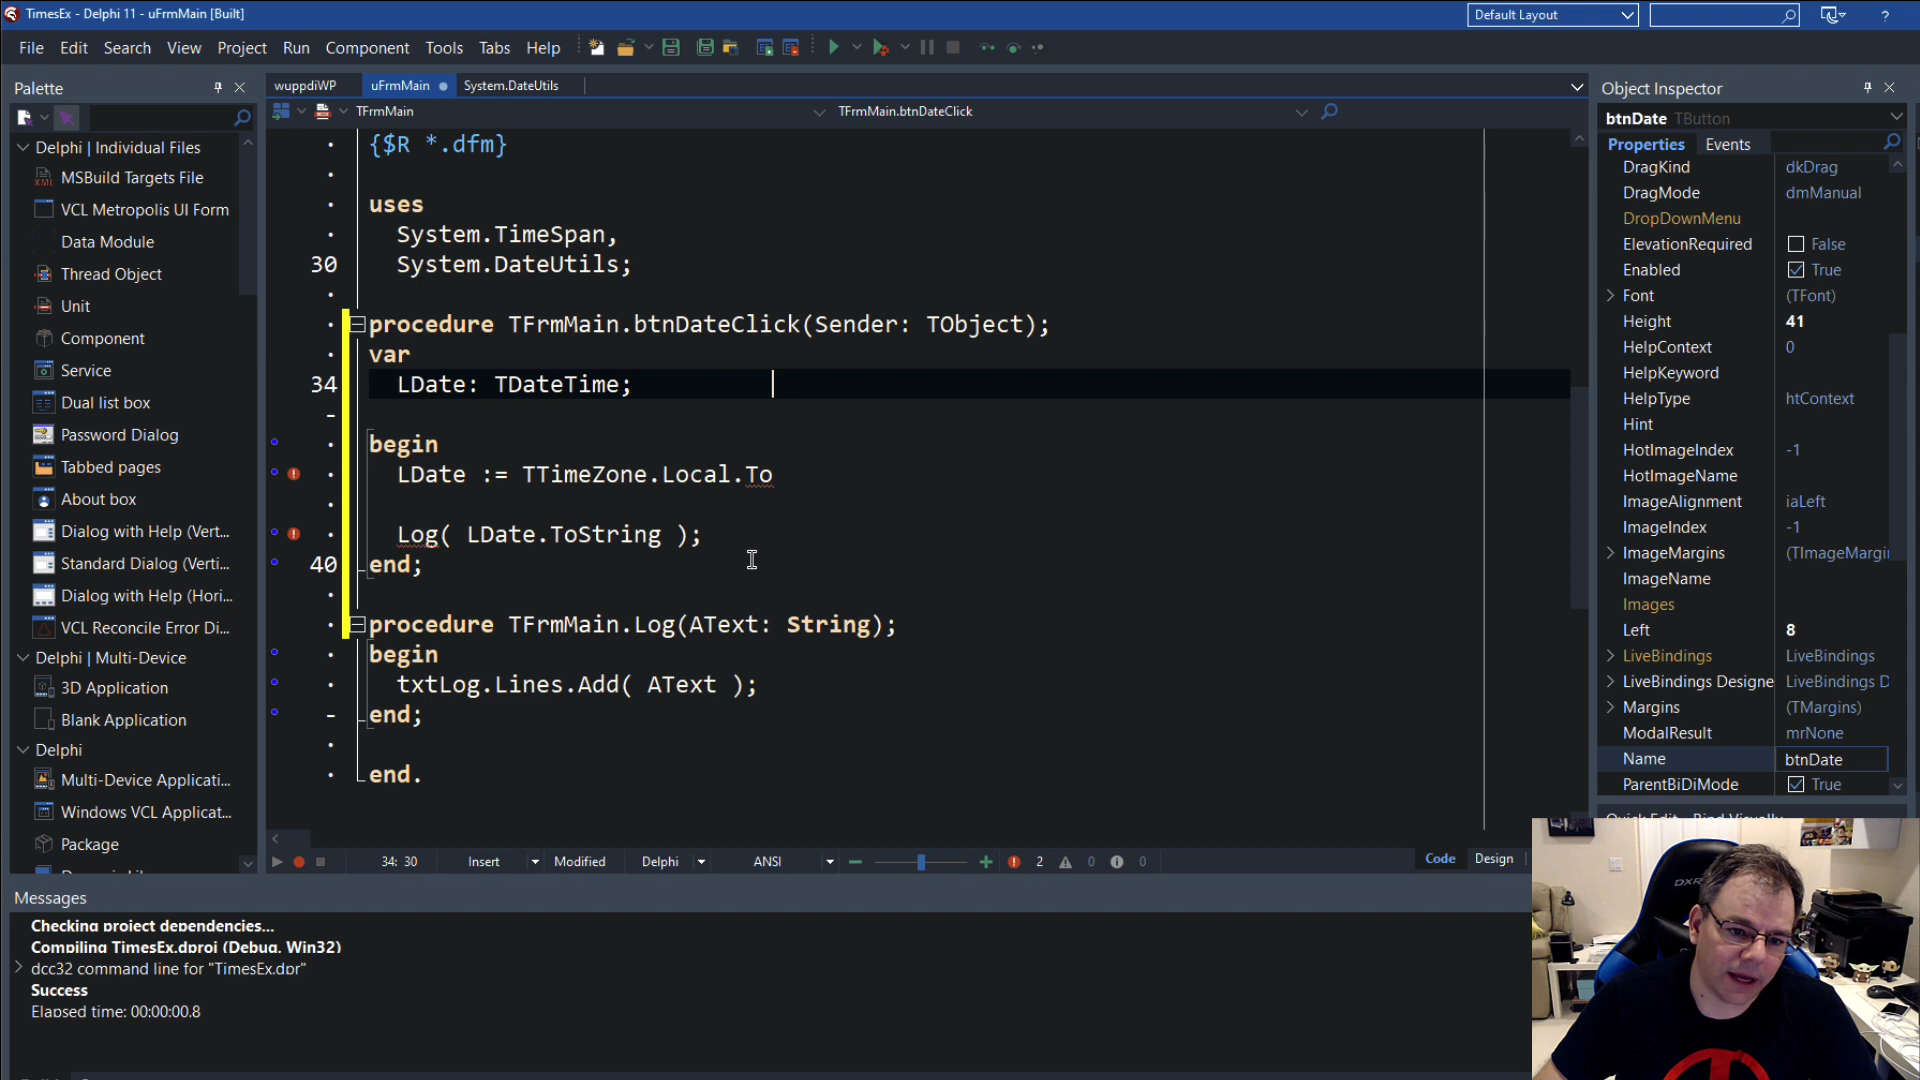 TimesEx - Delphi 11 - uFrmMain [Built]
Default Layout
?
File Edit Search View Project Run Component Tools Tabs Help
Palette
Delphi | Individual Files
MSBuild Targets File
VCL Metropolis UI Form
Data Module
Thread Object
Unit
Component
Service
Dual list box
Password Dialog
Tabbed pages
About box
Dialog with Help (Vert...
Standard Dialog (Verti...
Dialog with Help (Hori...
VCL Reconcile Error Di...
Delphi | Multi-Device
3D Application
Blank Application
Delphi
Multi-Device Applicati...
Windows VCL Applicat...
Package
wuppdiWP uFrmMain System.DateUtils
TFrmMain TFrmMain.btnDateClick
{$R *.dfm}
uses
System.TimeSpan,
30 System.DateUtils;
procedure TFrmMain.btnDateClick(Sender: TObject);
var
34 LDate: TDateTime;
begin
LDate := TTimeZone.Local.To
Log( LDate.ToString );
40 end;
procedure TFrmMain.Log(AText: String);
begin
txtLog.Lines.Add( AText );
end;
end.
34: 30 Insert Modified Delphi ANSI 2 0 0 Code Design
Object Inspector
btnDate TButton
Properties Events
DragKind dkDrag
DragMode dmManual
DropDownMenu
ElevationRequired False
Enabled True
Font (TFont)
Height 41
HelpContext 0
HelpKeyword
HelpType htContext
Hint
HotImageIndex -1
HotImageName
ImageAlignment iaLeft
ImageIndex -1
ImageMargins (TImageMargi
ImageName
Images
Left 8
LiveBindings LiveBindings
LiveBindings Designe LiveBindings D
Margins (TMargins)
ModalResult mrNone
Name btnDate
ParentBiDiMode True
Messages
Checking project dependencies...
Compiling TimesEx.dproj (Debug, Win32)
dcc32 command line for "TimesEx.dpr"
Success
Elapsed time: 00:00:00.8
DXR